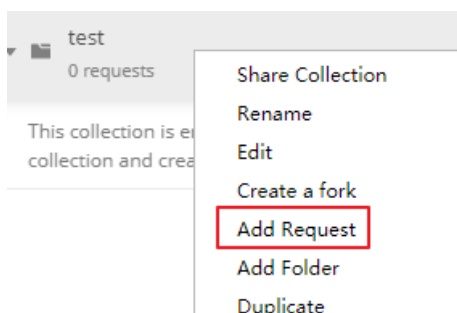 test
0 requests
Share Collection
Rename
This collection is
Edit
collection and
Create a fork
Add Request
Add Folder
Duplicate